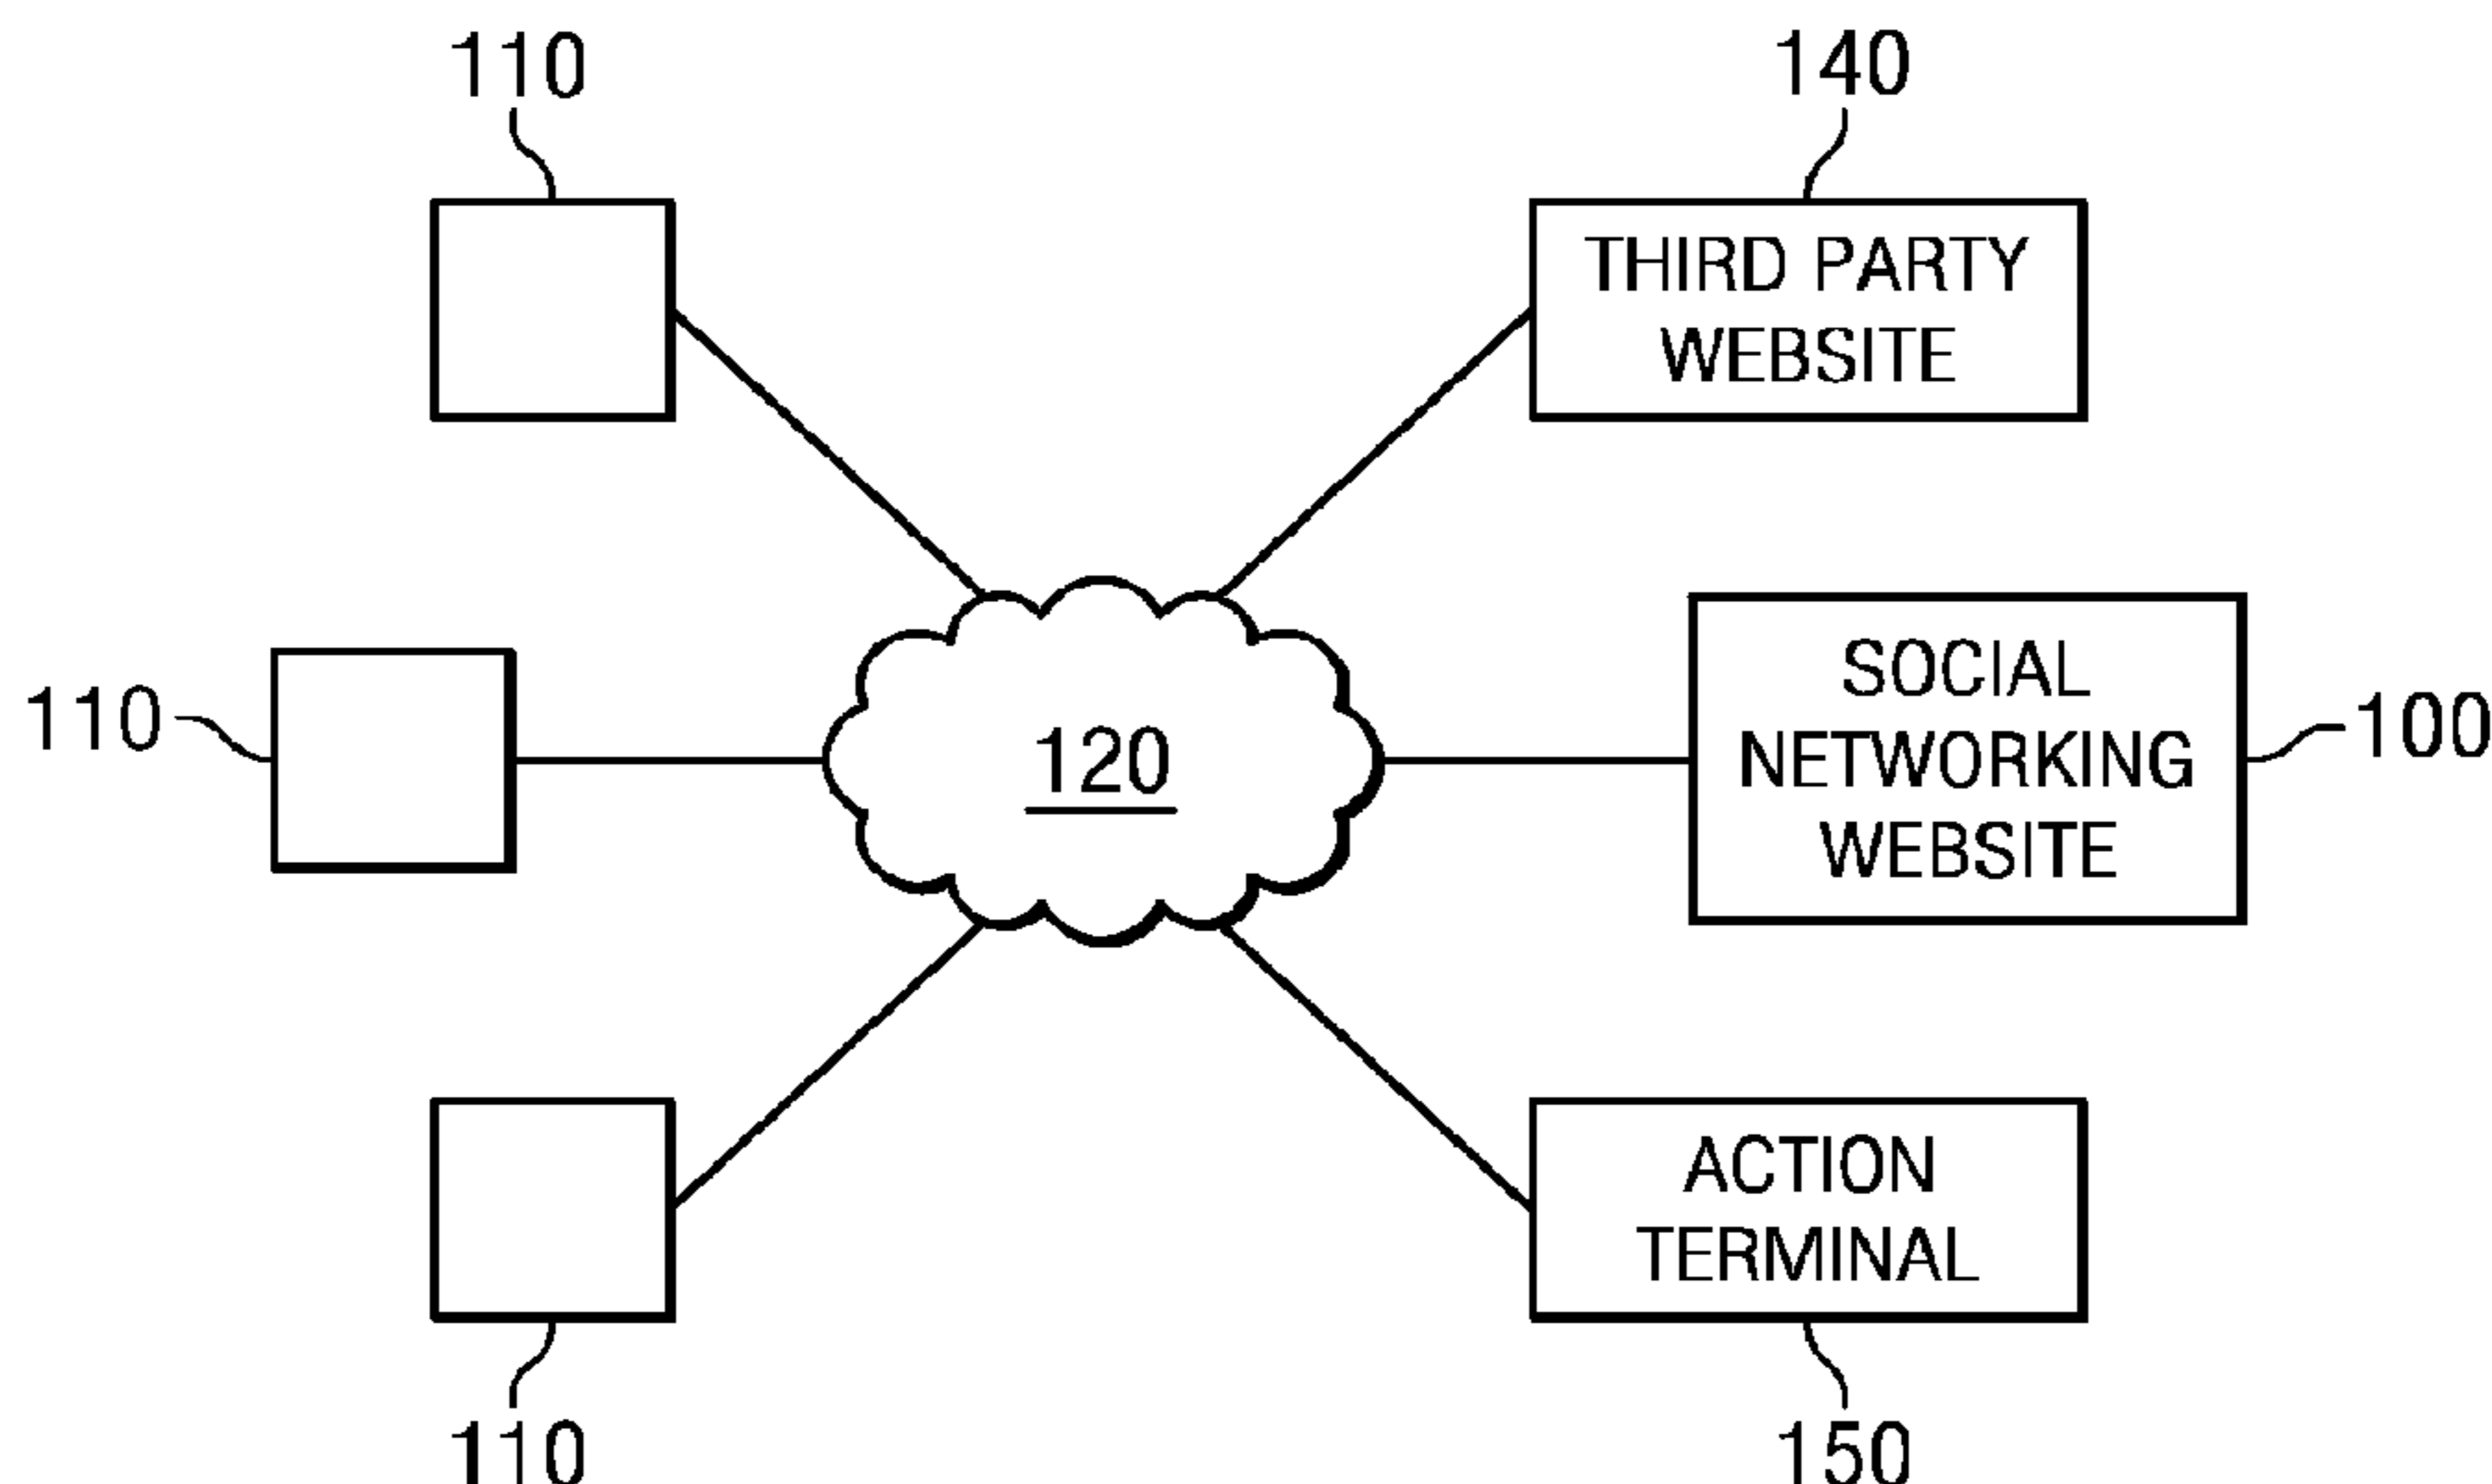 110
140
THIRD PARTY
WEBSITE
110
120
SOCIAL
NETWORKING
WEBSITE
100
ACTION
TERMINAL
110
150